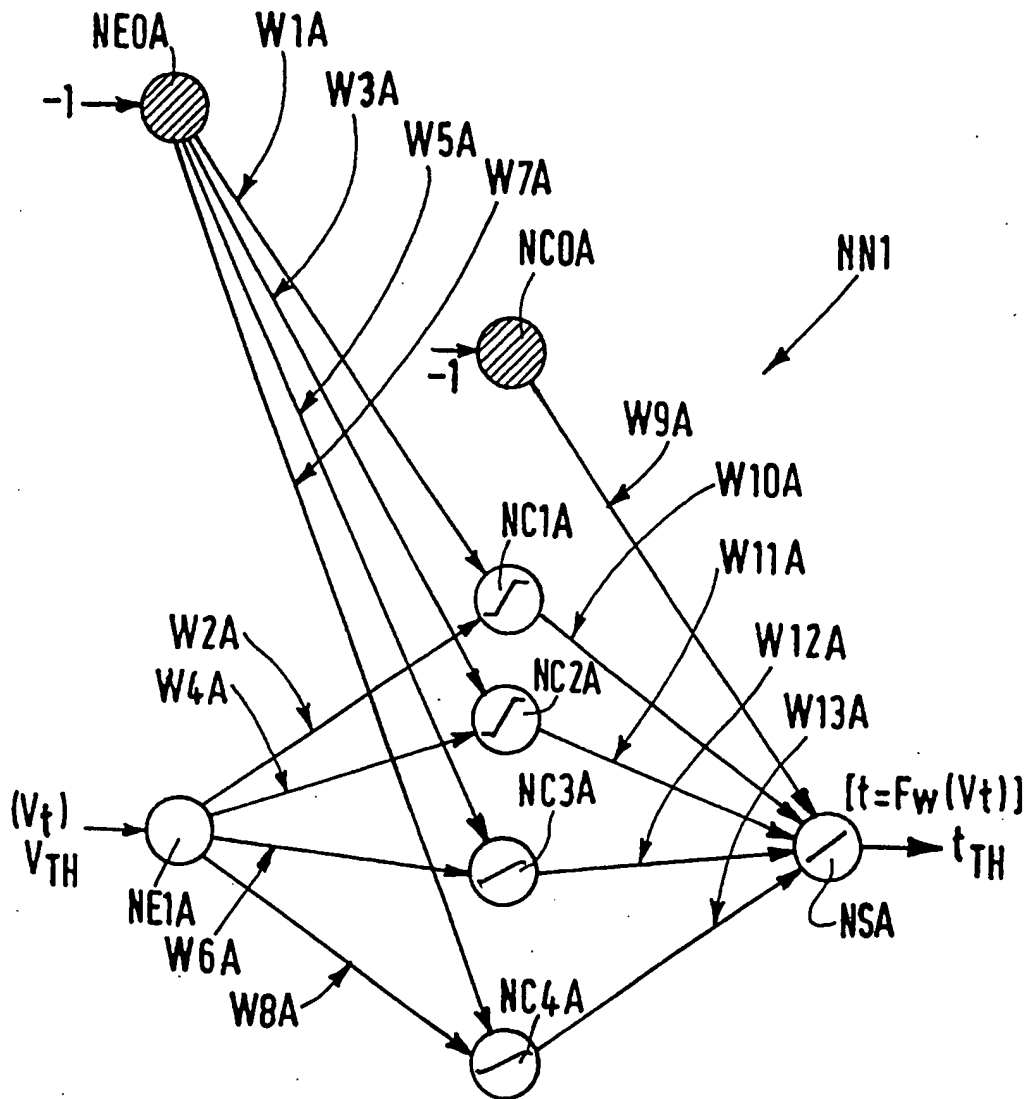 NE0A
W1A
W3A
-1
W5A
W7A
NC0A
NN1
-1
W9A
W10A
NC1A
W11A
W2A
W12A
W4A
NC2A
W13A
(Vt)
NC3A
[t=Fw(Vt)]
VTH
tTH
NE1A
NSA
W6A
W8A
NC4A